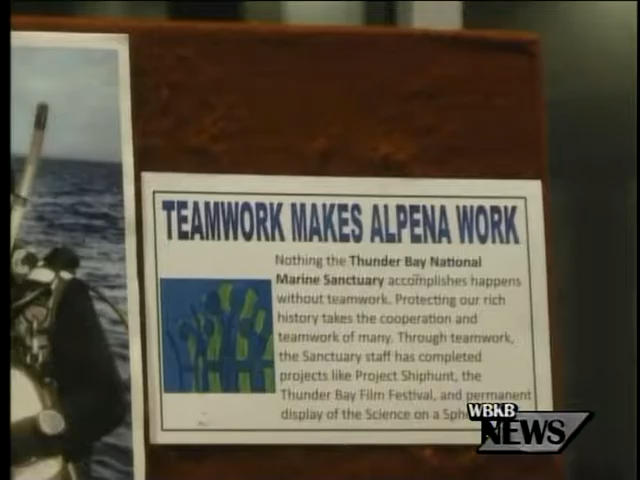 TEAMWORK MAKES ALPENA WORK
Nothing the Thunder Bay National
Marine Sanctuary accomplishes happens
without teamwork. Protecting our rich
history takes the cooperation and
teamwork of many. Through teamwork,
the Sanctuary staff has completed
projects like Project Shiphunt, the
Thunder Bay Film Festival, and permanent
display of the Science on a
WBKB
NEWS